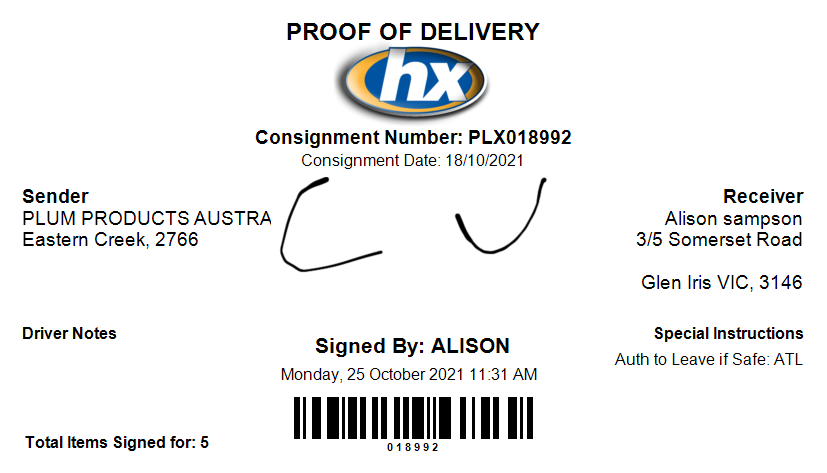 PROOF OF DELIVERY
hx
Consignment Number: PLX018992
Consignment Date: 18/10/2021
Sender
PLUM PRODUCTS AUSTRA
Eastern Creek, 2766
C U
Receiver
Alison sampson
3/5 Somerset Road
Glen Iris VIC, 3146
Driver Notes
Signed By: ALISON
Monday, 25 October 2021 11:31 AM
Special Instructions
Auth to Leave if Safe: ATL
018992
Total Items Signed for: 5